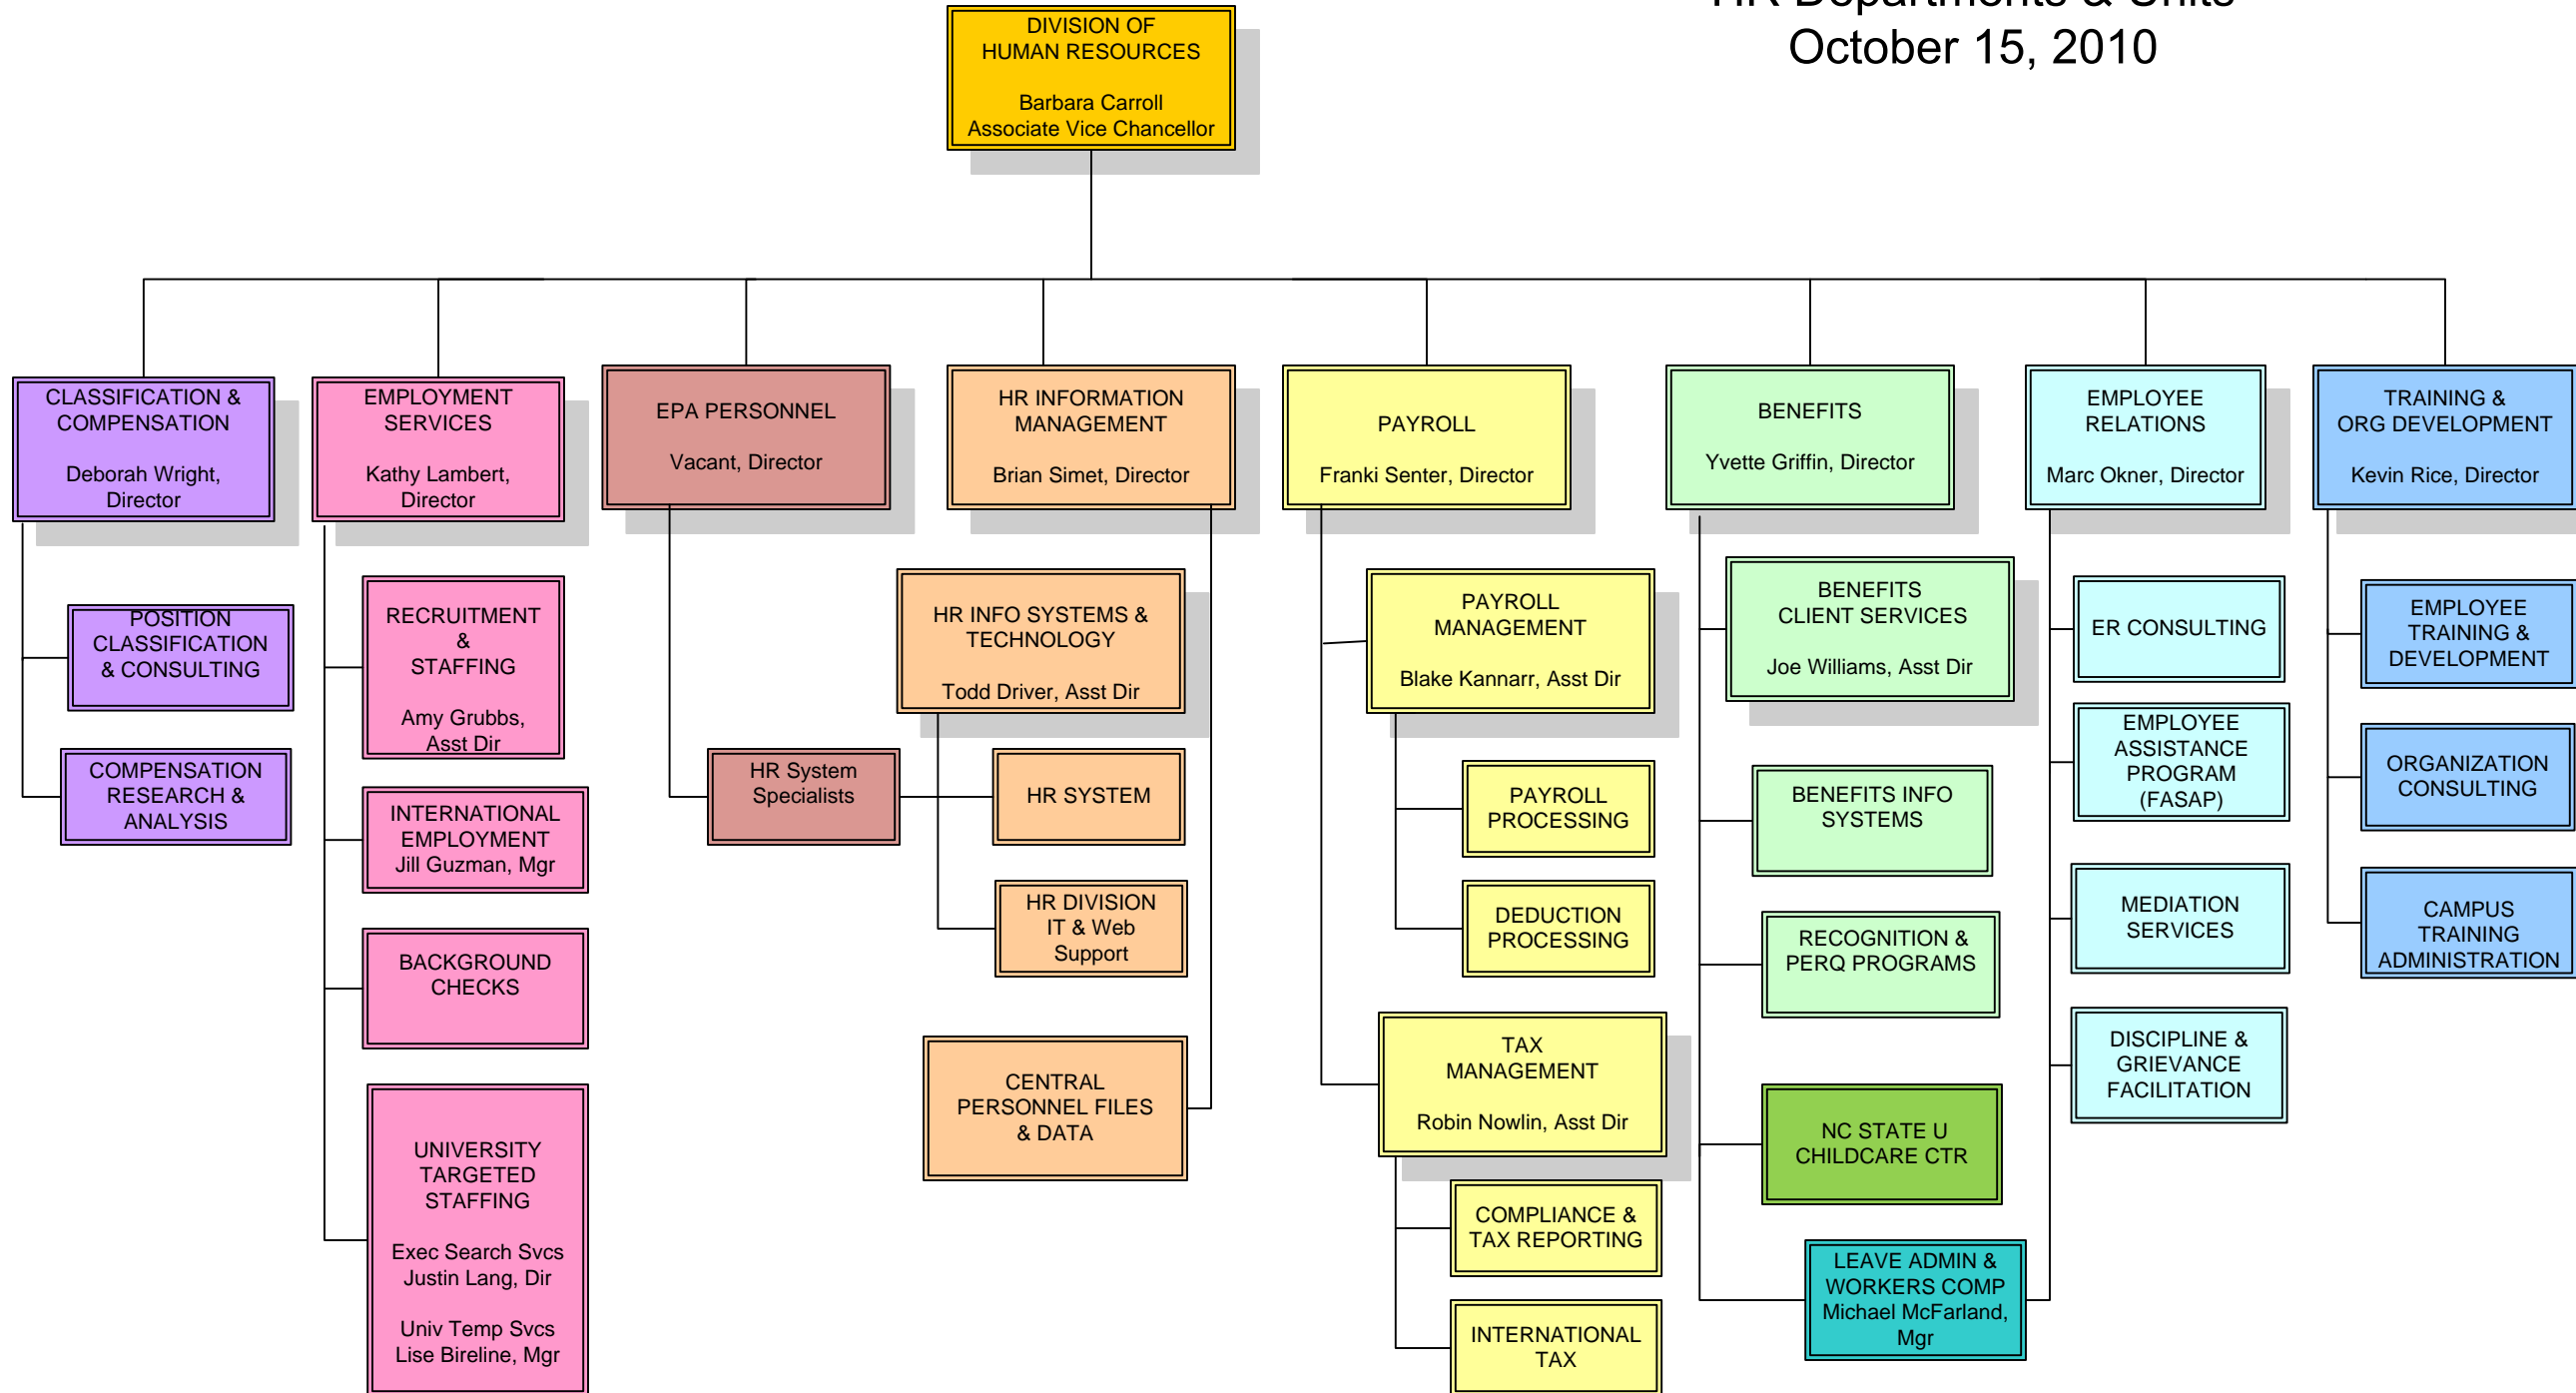 HR Departments & Units
October 15, 2010
DIVISION OF
HUMAN RESOURCES
Barbara Carroll
Associate Vice Chancellor
CLASSIFICATION &
COMPENSATION
Deborah Wright,
Director
POSITION
CLASSIFICATION
& CONSULTING
COMPENSATION
RESEARCH &
ANALYSIS
EMPLOYMENT
SERVICES
Kathy Lambert,
Director
RECRUITMENT
&
STAFFING
Amy Grubbs,
Asst Dir
INTERNATIONAL
EMPLOYMENT
Jill Guzman, Mgr
BACKGROUND
CHECKS
UNIVERSITY
TARGETED
STAFFING
Exec Search Svcs
Justin Lang, Dir
Univ Temp Svcs
Lise Bireline, Mgr
EPA PERSONNEL
Vacant, Director
HR System
Specialists
HR INFORMATION
MANAGEMENT
Brian Simet, Director
HR INFO SYSTEMS &
TECHNOLOGY
Todd Driver, Asst Dir
HR SYSTEM
HR DIVISION
IT & Web
Support
CENTRAL
PERSONNEL FILES
& DATA
PAYROLL
Franki Senter, Director
PAYROLL
MANAGEMENT
Blake Kannarr, Asst Dir
PAYROLL
PROCESSING
DEDUCTION
PROCESSING
TAX
MANAGEMENT
Robin Nowlin, Asst Dir
COMPLIANCE &
TAX REPORTING
INTERNATIONAL
TAX
BENEFITS
Yvette Griffin, Director
BENEFITS
CLIENT SERVICES
Joe Williams, Asst Dir
BENEFITS INFO
SYSTEMS
RECOGNITION &
PERQ PROGRAMS
NC STATE U
CHILDCARE CTR
LEAVE ADMIN &
WORKERS COMP
Michael McFarland,
Mgr
EMPLOYEE
RELATIONS
Marc Okner, Director
ER CONSULTING
EMPLOYEE
ASSISTANCE
PROGRAM
(FASAP)
MEDIATION
SERVICES
DISCIPLINE &
GRIEVANCE
FACILITATION
TRAINING &
ORG DEVELOPMENT
Kevin Rice, Director
EMPLOYEE
TRAINING &
DEVELOPMENT
ORGANIZATION
CONSULTING
CAMPUS
TRAINING
ADMINISTRATION